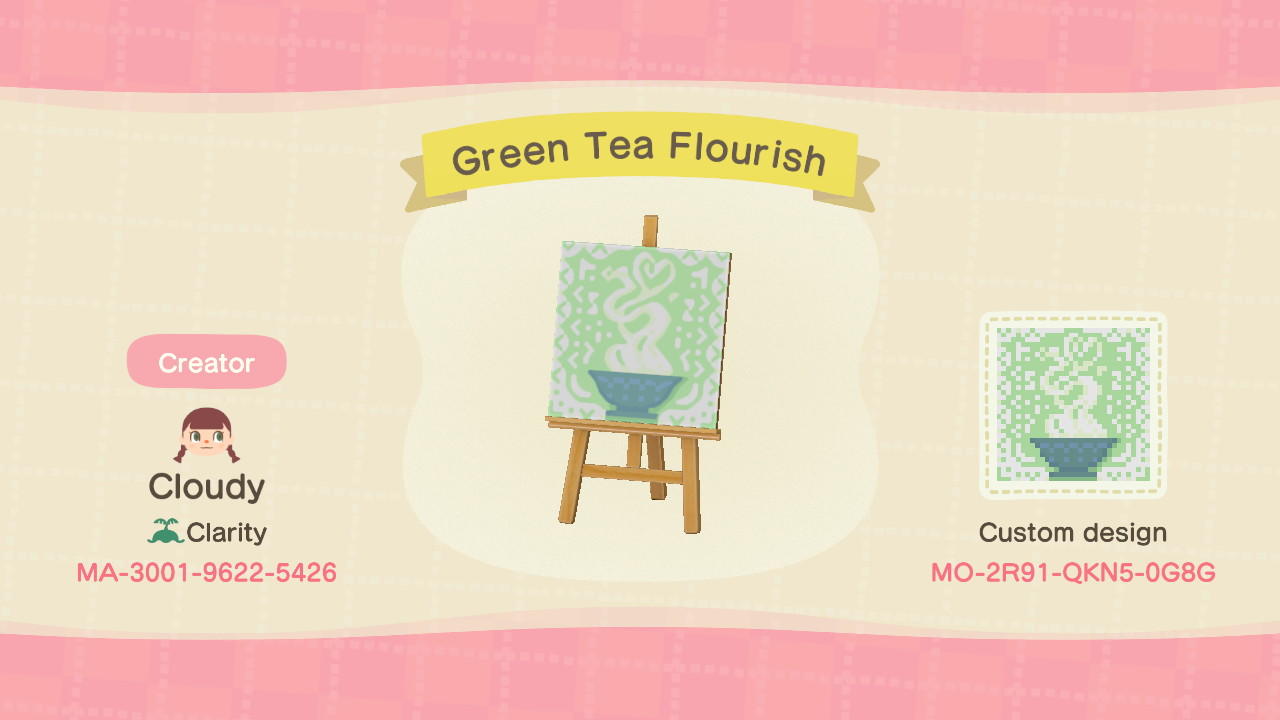 Green Tea Flourish
Creator
Cloudy
Clarity
MA-3001-9622-5426
Custom design
MO-2R91-QKN5-0G8G